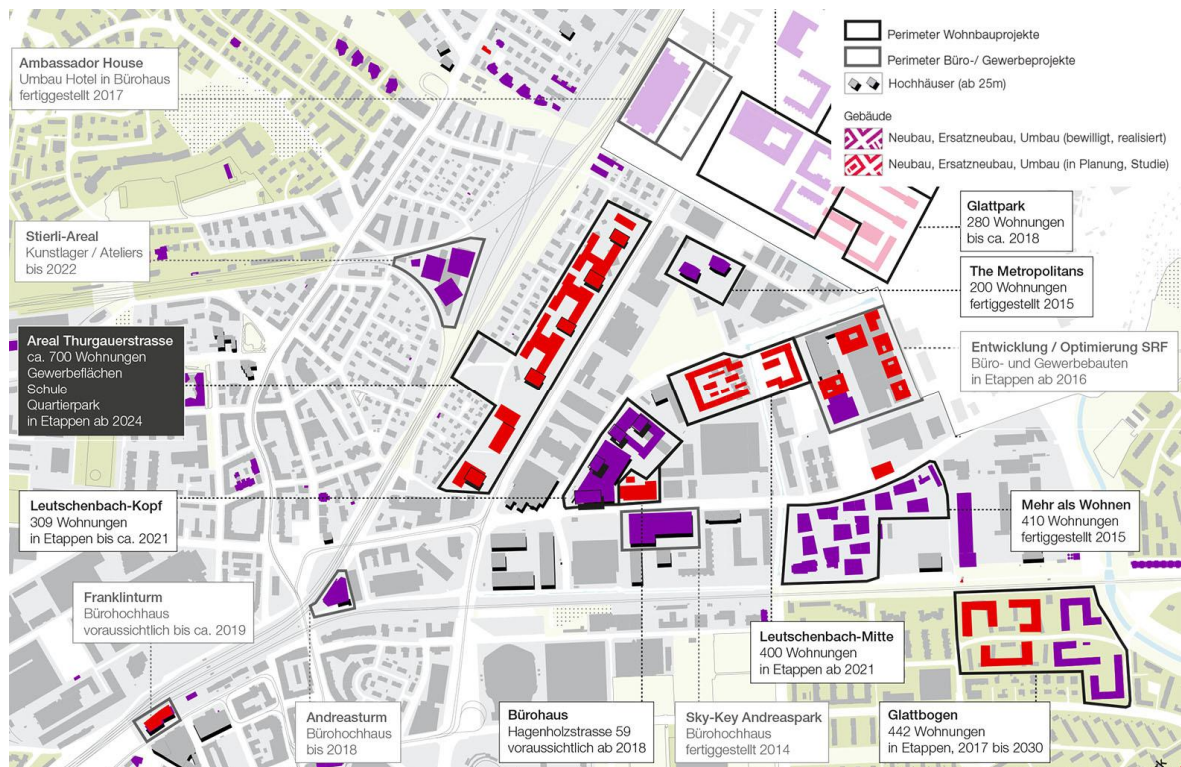 Perimeter Wohnbauprojekte
Perimeter Büro-/ Gewerbeprojekte
Hochhäuser (ab 25m)
Gebäude
Neubau, Ersatzneubau, Umbau (bewilligt, realisiert)
Neubau, Ersatzneubau, Umbau (in Planung, Studie)
Ambassador House
Umbau Hotel in Bürohaus
fertiggestellt 2017
Stierli-Areal
Kunstlager / Ateliers
bis 2022
Areal Thurgauerstrasse
ca. 700 Wohnungen
Gewerbeflächen
Schule
Quartierpark
in Etappen ab 2024
Leutschenbach-Kopf
309 Wohnungen
in Etappen bis ca. 2021
Franklinturm
Bürohochhaus
voraussichtlich bis ca. 2019
Andreasturm
Bürohochhaus
bis 2018
Bürohaus
Hagenholzstrasse 59
voraussichtlich ab 2018
Sky-Key Andreaspark
Bürohochhaus
fertiggestellt 2014
Leutschenbach-Mitte
400 Wohnungen
in Etappen ab 2021
Glattbogen
442 Wohnungen
in Etappen, 2017 bis 2030
Mehr als Wohnen
410 Wohnungen
fertiggestellt 2015
Entwicklung / Optimierung SRF
Büro- und Gewerbebauten
in Etappen ab 2016
The Metropolitans
200 Wohnungen
fertiggestellt 2015
Glattpark
280 Wohnungen
bis ca. 2018